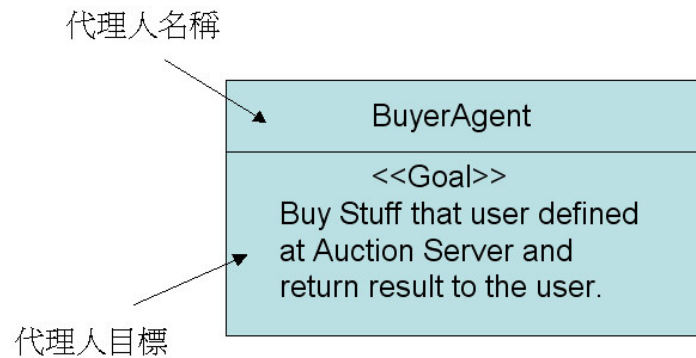 代理人名稱
BuyerAgent
<<Goal>>
Buy Stuff that user defined
at Auction Server and
return result to the user.
代理人目標